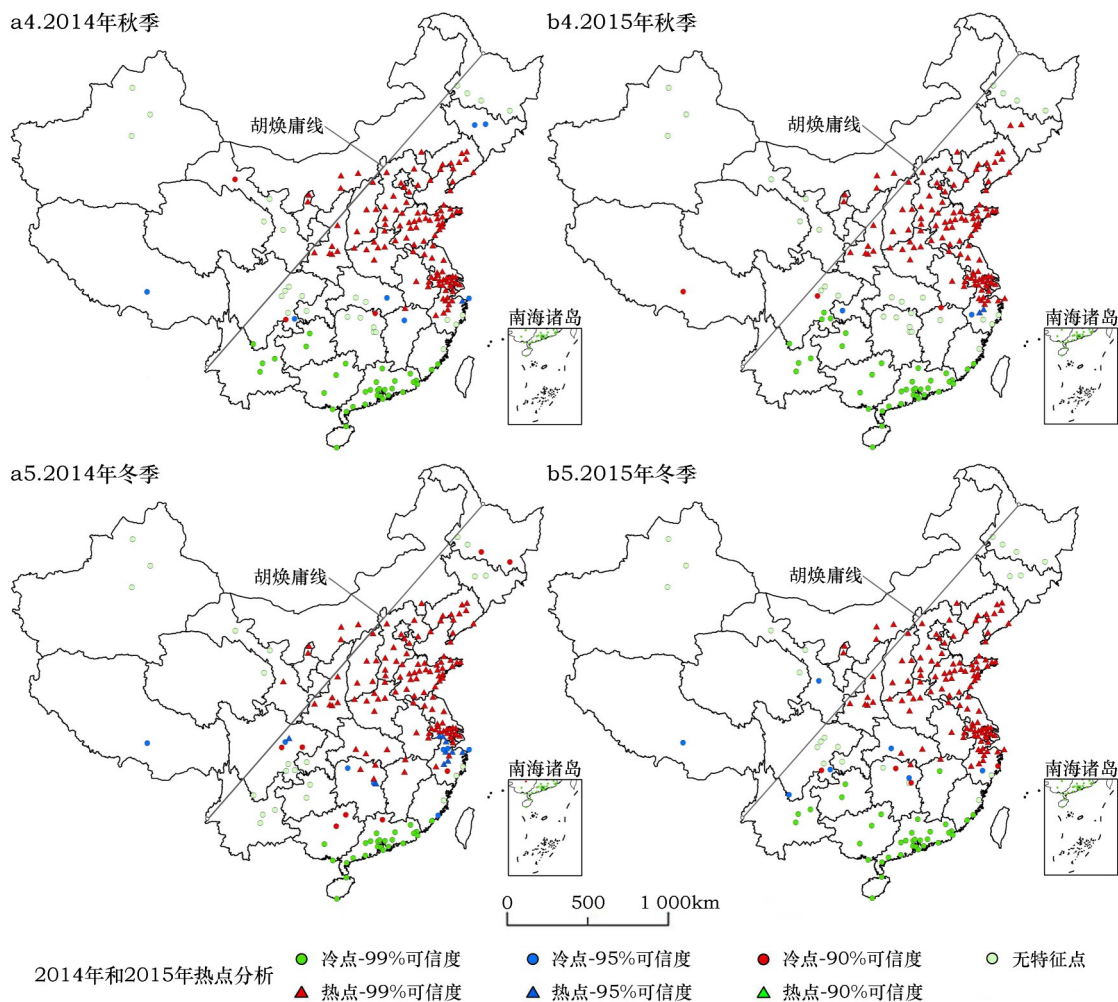 a4.2014年秋季
b4.2015年秋季
胡焕庸线
胡焕庸线
南海诸岛
南海诸岛
a5.2014年冬季
b5.2015年冬季
胡焕庸线
胡焕庸线
南海诸岛
南海诸岛
0 500 1 000km
2014年和2015年热点分析
冷点-99%可信度 冷点-95%可信度 冷点-90%可信度 无特征点
热点-99%可信度 热点-95%可信度 热点-90%可信度